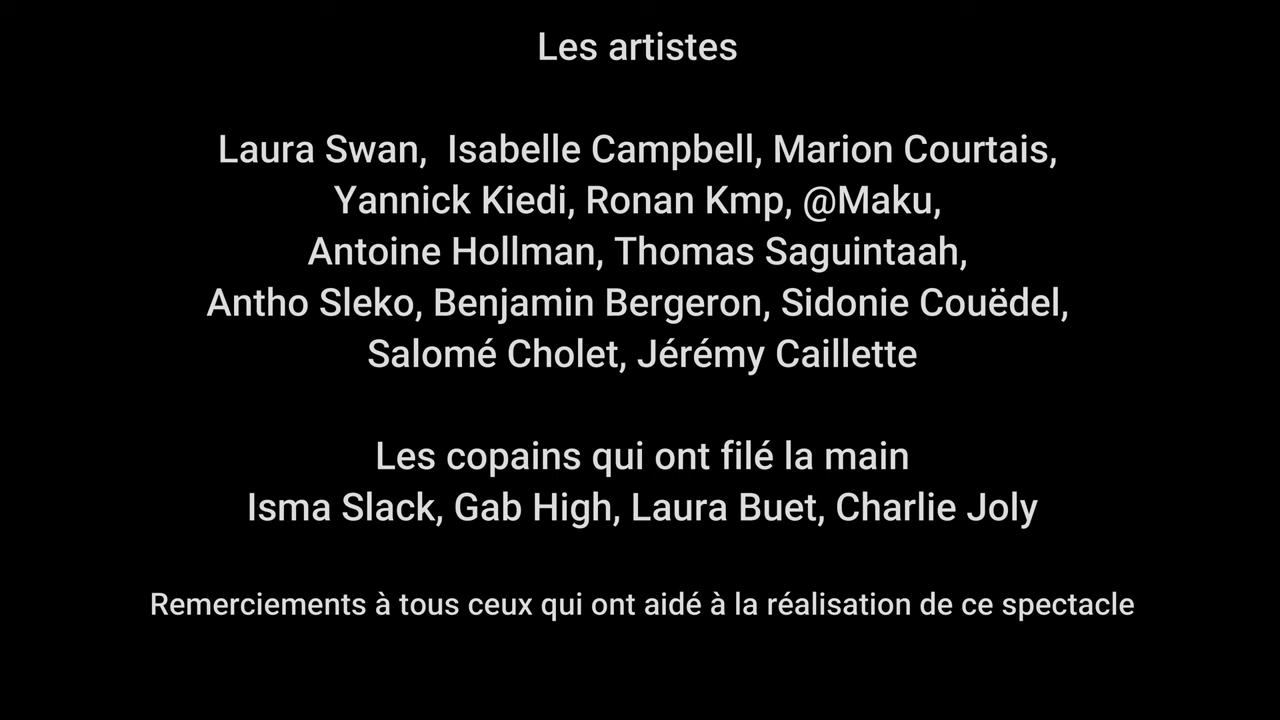 Les artistes
Laura Swan,  Isabelle Campbell, Marion Courtais,
Yannick Kiedi, Ronan Kmp, @Maku,
Antoine Hollman, Thomas Saguintaah,
Antho Sleko, Benjamin Bergeron, Sidonie Couëdel,
Salomé Cholet, Jérémy Caillette
Les copains qui ont filé la main
Isma Slack, Gab High, Laura Buet, Charlie Joly
Remerciements à tous ceux qui ont aidé à la réalisation de ce spectacle